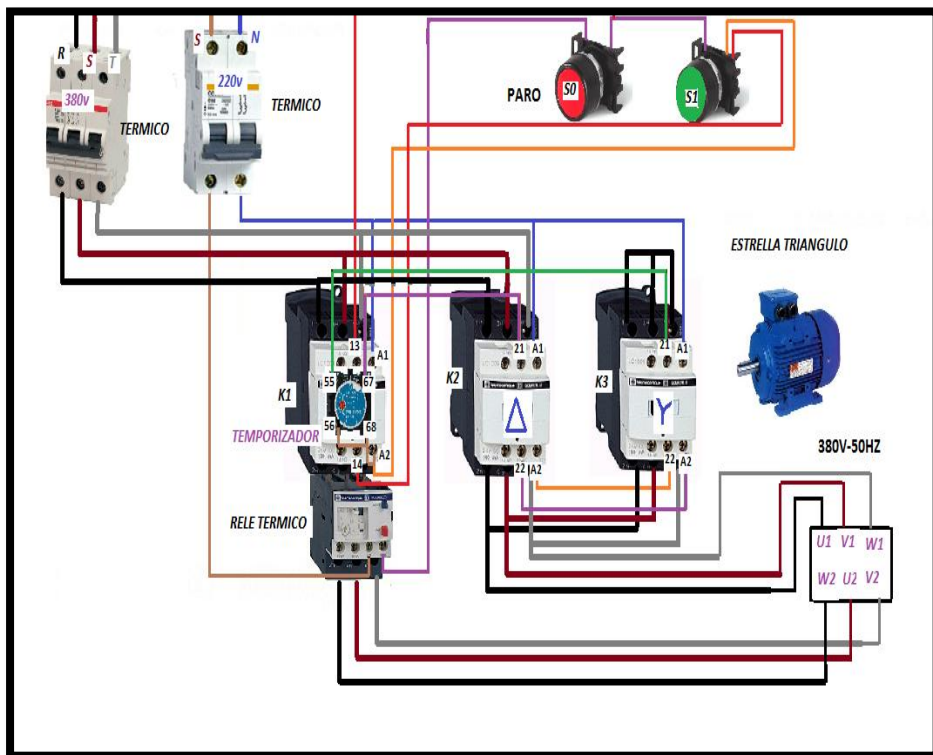 R S T
380v
TERMICO
S N
220v
TERMICO
PARO
S0
S1
ESTRELLA TRIANGULO
13
A1
55
67
K1
56
68
TEMPORIZADOR
14
A2
RELE TERMICO
21
A1
K2
Δ
22
A2
21
A1
K3
Y
22
A2
380V-50HZ
U1 V1 W1
W2 U2 V2